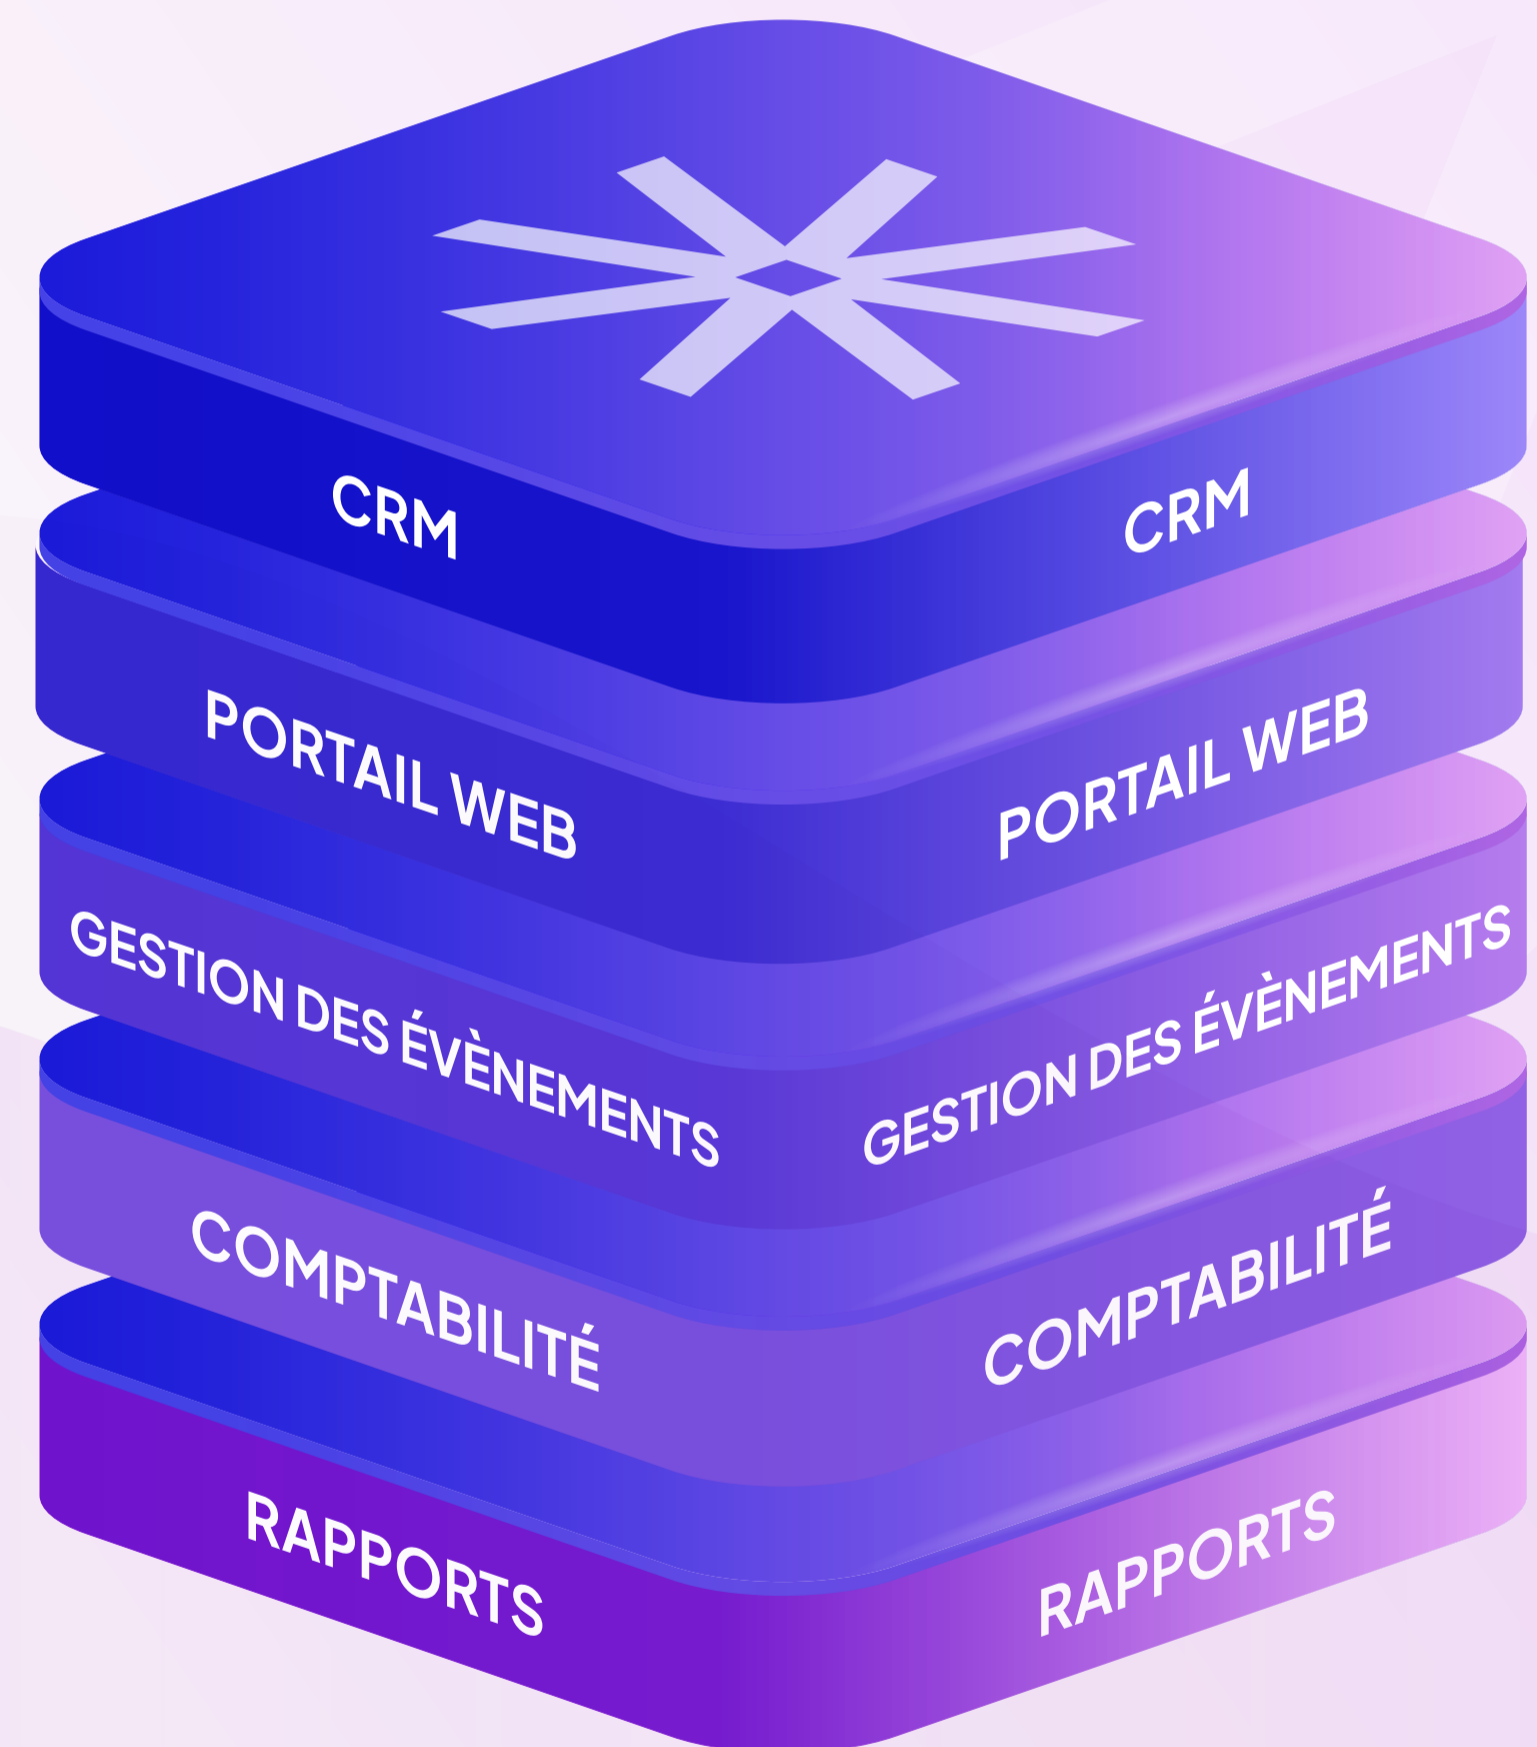 CRM
CRM
PORTAIL WEB
PORTAIL WEB
GESTION DES ÉVÈNEMENTS
GESTION DES ÉVÈNEMENTS
COMPTABILITÉ
COMPTABILITÉ
RAPPORTS
RAPPORTS